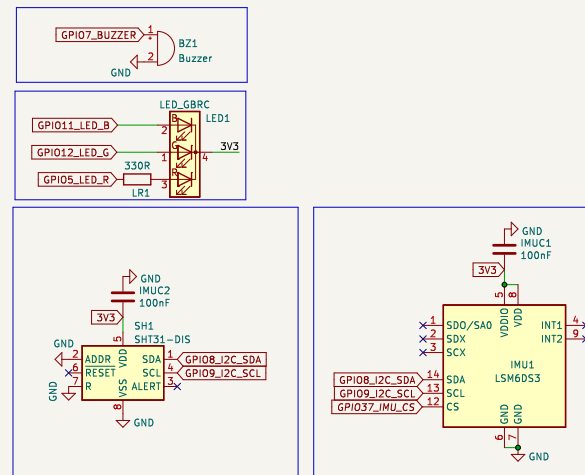 GPIO7_BUZZER
1
+
BZ1
Buzzer
2
GND
LED_GBRC
LED1
GPIO11_LED_B
B
2
GPIO12_LED_G
G
1
4
3V3
330R
GPIO5_LED_R
R
3
LR1
GND
IMUC2
100nF
3V3
SH1
SHT31-DIS
5
GND
2
ADDR
VDD
SDA
1
GPIO8_I2C_SDA
6
RESET
SCL
4
GPIO9_I2C_SCL
7
R
VSS
ALERT
3
GND
8
GND
GND
IMUC1
100nF
3V3
5
8
VDDIO
VDD
1
SDO/SA0
INT1
4
2
SDX
INT2
9
3
SCX
IMU1
LSM6DS3
GPIO8_I2C_SDA
14
SDA
GPIO9_I2C_SCL
13
SCL
GPIO37_IMU_CS
12
CS
GND
GND
6
7
GND